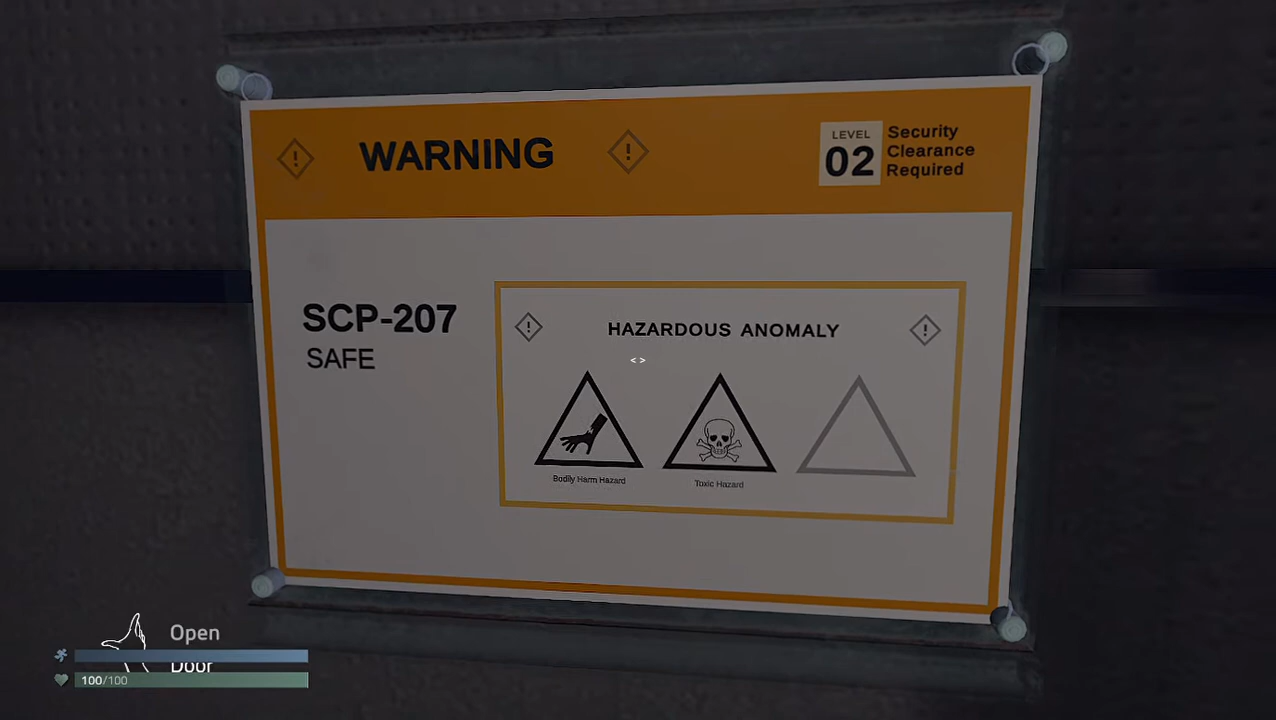 WARNING
LEVEL
02
Security
Clearance
Required
SCP-207
SAFE
HAZARDOUS ANOMALY
Bodily Harm Hazard
Toxic Hazard
Open
Door
100/100